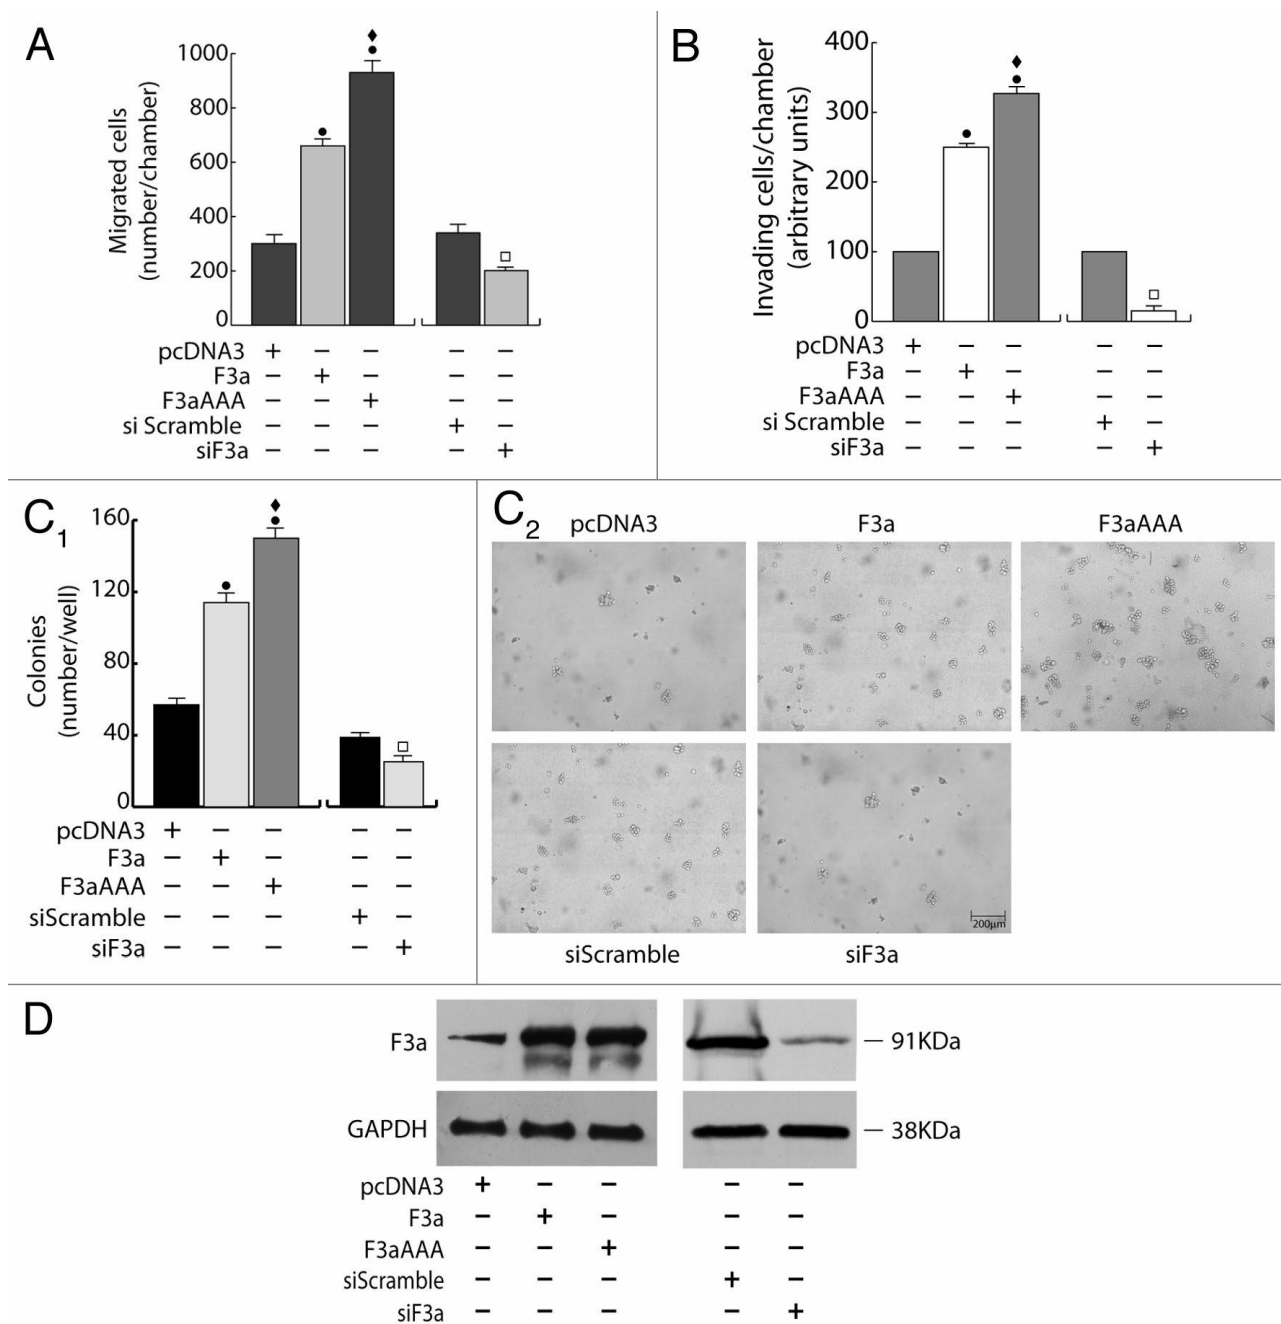 A
Migrated cells
(number/chamber)
1000
800
600
400
200
0
pcDNA3 + − − − −
F3a − + − − −
F3aAAA − − + − −
si Scramble − − − + −
siF3a − − − − +
B
Invading cells/chamber
(arbitrary units)
400
300
200
100
0
pcDNA3 + − − − −
F3a − + − − −
F3aAAA − − + − −
si Scramble − − − + −
siF3a − − − − +
C1
Colonies
(number/well)
160
120
80
40
0
pcDNA3 + − − − −
F3a − + − − −
F3aAAA − − + − −
siScramble − − − + −
siF3a − − − − +
C2
pcDNA3 F3a F3aAAA
200µm
siScramble siF3a
D
F3a — 91KDa
GAPDH — 38KDa
pcDNA3 + − − − −
F3a − + − − −
F3aAAA − − + − −
siScramble − − − + −
siF3a − − − − +